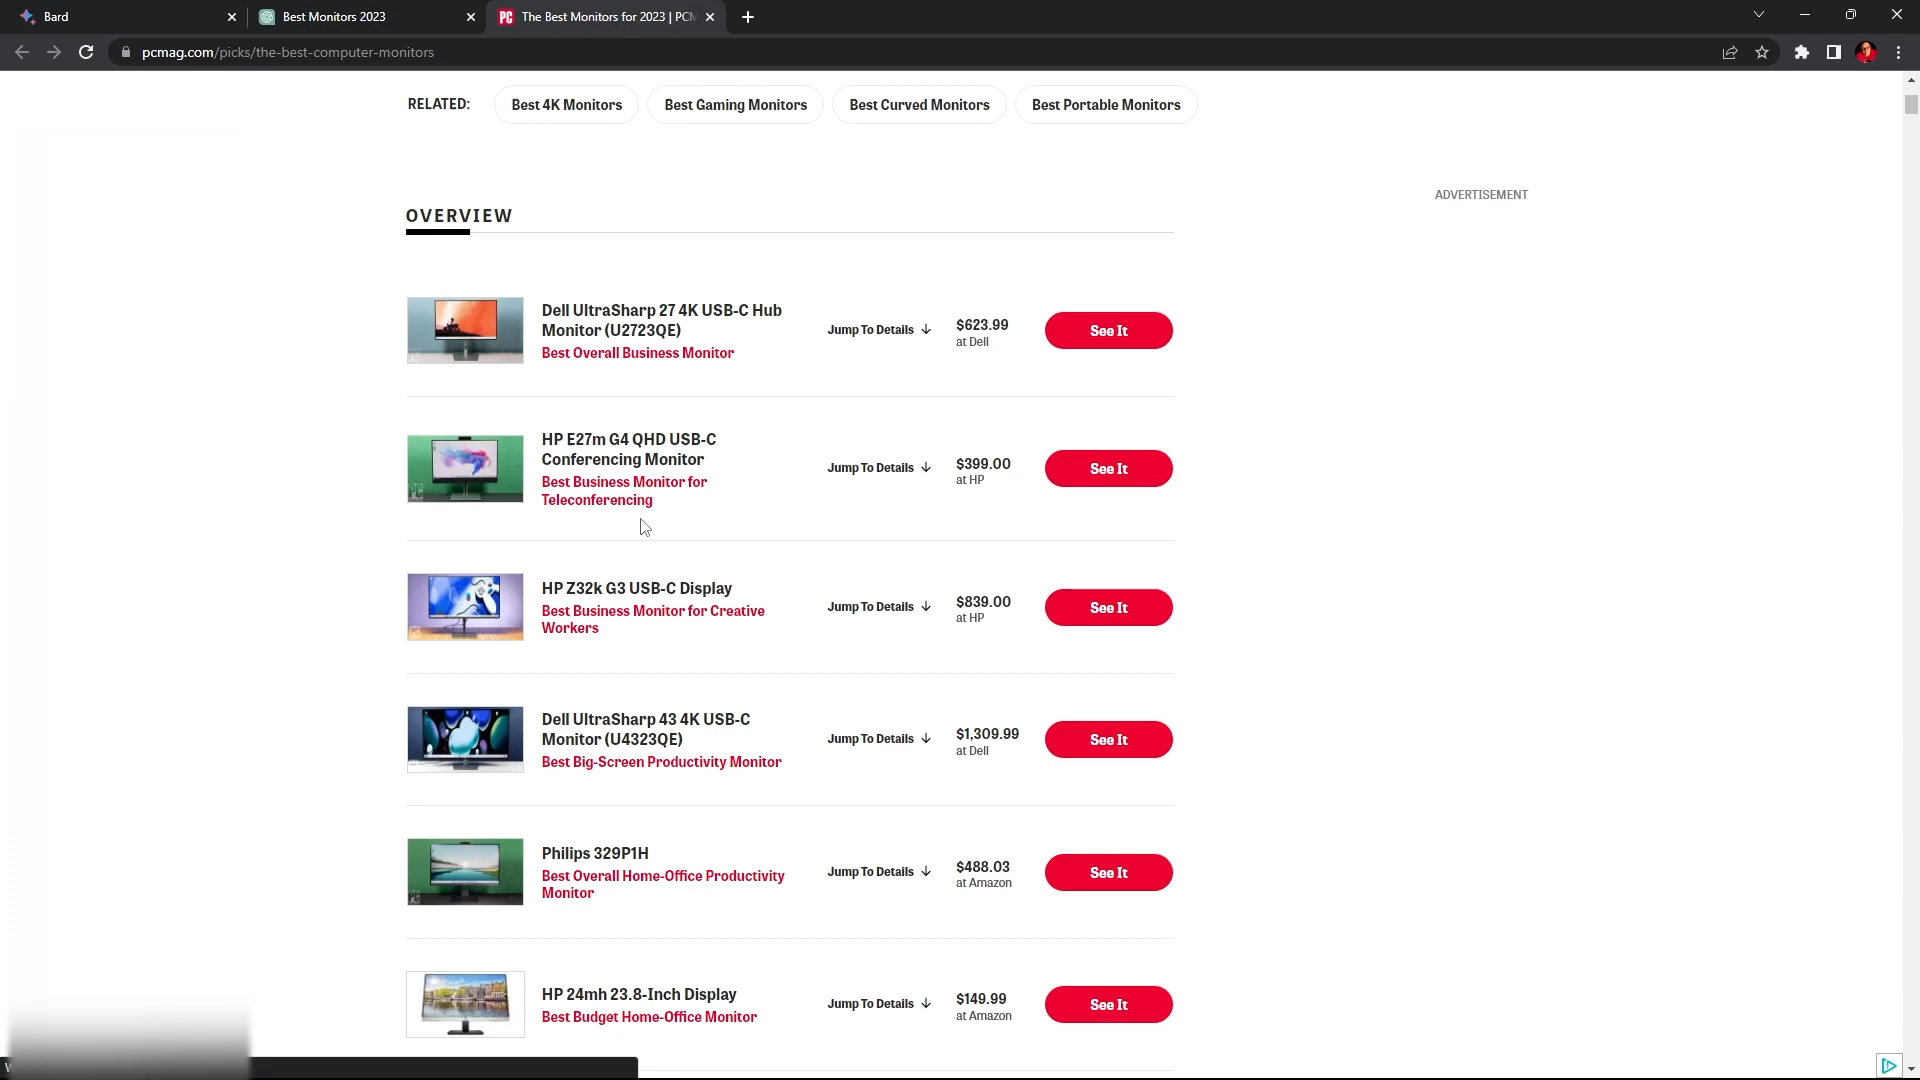 Bard
Best Monitors 2023
PC The Best Monitors for 2023 | PCM
pcmag.com/picks/the-best-computer-monitors
RELATED:
Best 4K Monitors
Best Gaming Monitors
Best Curved Monitors
Best Portable Monitors
ADVERTISEMENT
OVERVIEW
Dell UltraSharp 27 4K USB-C Hub
Monitor (U2723QE)
Best Overall Business Monitor
Jump To Details
$623.99
at Dell
See It
HP E27m G4 QHD USB-C
Conferencing Monitor
Best Business Monitor for
Teleconferencing
Jump To Details
$399.00
at HP
See It
HP Z32k G3 USB-C Display
Best Business Monitor for Creative
Workers
Jump To Details
$839.00
at HP
See It
Dell UltraSharp 43 4K USB-C
Monitor (U4323QE)
Best Big-Screen Productivity Monitor
Jump To Details
$1,309.99
at Dell
See It
Philips 329P1H
Best Overall Home-Office Productivity
Monitor
Jump To Details
$488.03
at Amazon
See It
HP 24mh 23.8-Inch Display
Best Budget Home-Office Monitor
Jump To Details
$149.99
at Amazon
See It